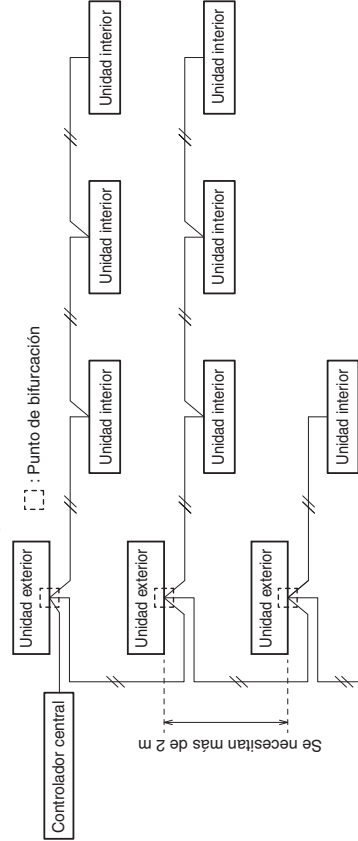 : Punto de bifurcación
Unidad exterior
Controlador central
Unidad interior
Unidad interior
Unidad interior
Unidad exterior
Unidad interior
Unidad interior
Unidad interior
Se necesitan más de 2 m
Unidad exterior
Unidad interior